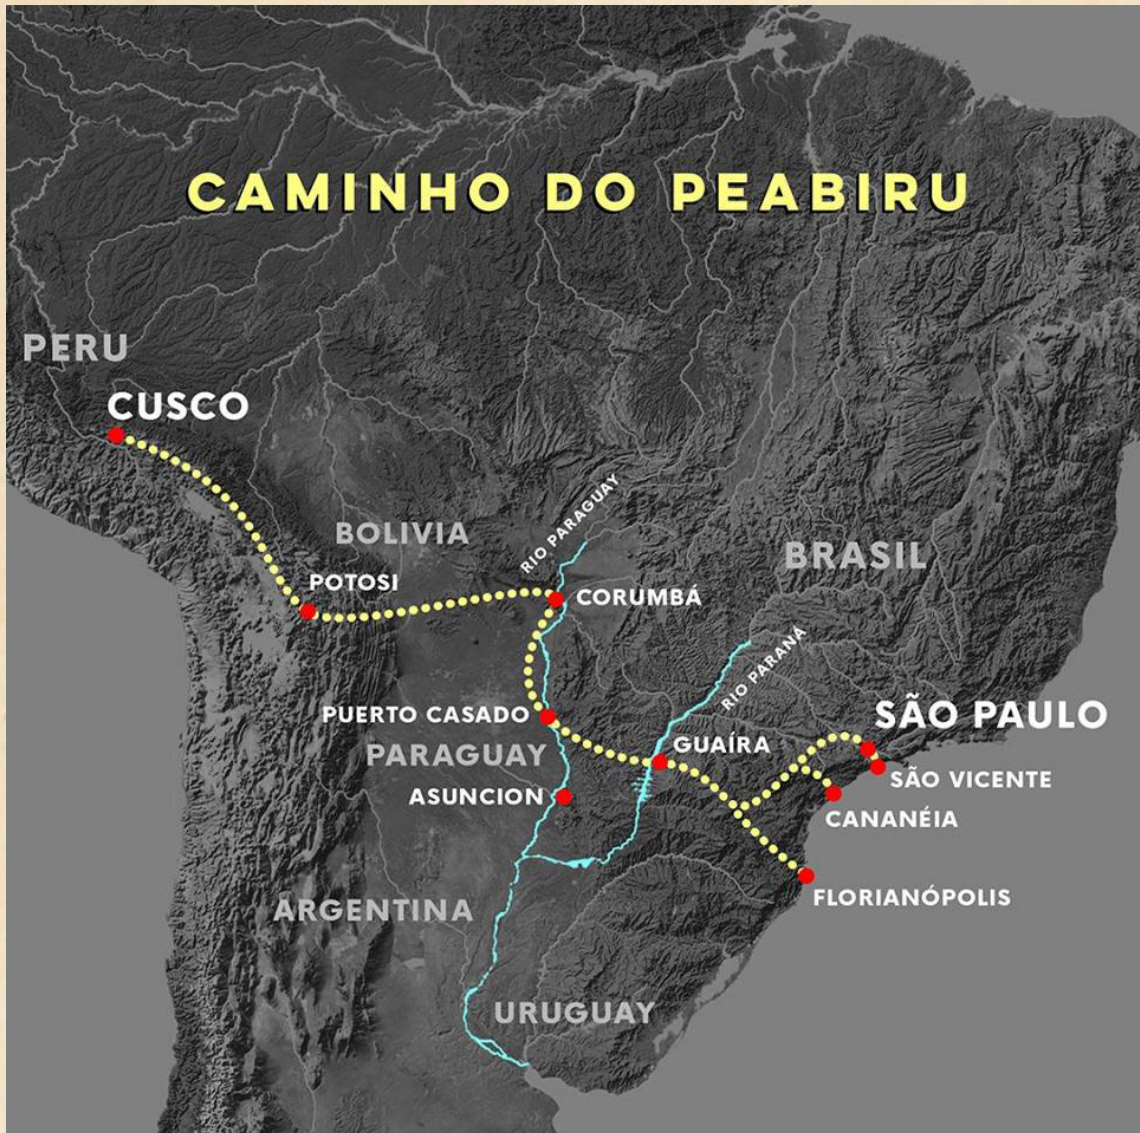 CAMINHO DO PEABIRU
PERU
CUSCO
RIO PARAGUAY
BOLIVIA
BRASIL
POTOSI
CORUMBÁ
RIO PARANÁ
PUERTO CASADO
SÃO PAULO
GUAÍRA
PARAGUAY
SÃO VICENTE
ASUNCION
CANANÉIA
FLORIANÓPOLIS
ARGENTINA
URUGUAY